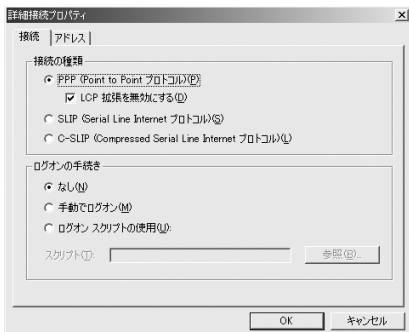 詳細接続プロパティ
接続 アドレス
接続の種類
PPP (Point to Point プロトコル)(P)
LCP 拡張を無効にする(D)
SLIP (Serial Line Internet プロトコル)(S)
C-SLIP (Compressed Serial Line Internet プロトコル)(L)
ログオンの手続き
なし(N)
手動でログオン(M)
ログオン スクリプトの使用(U):
スクリプト(T): 参照(B)...
OK キャンセル